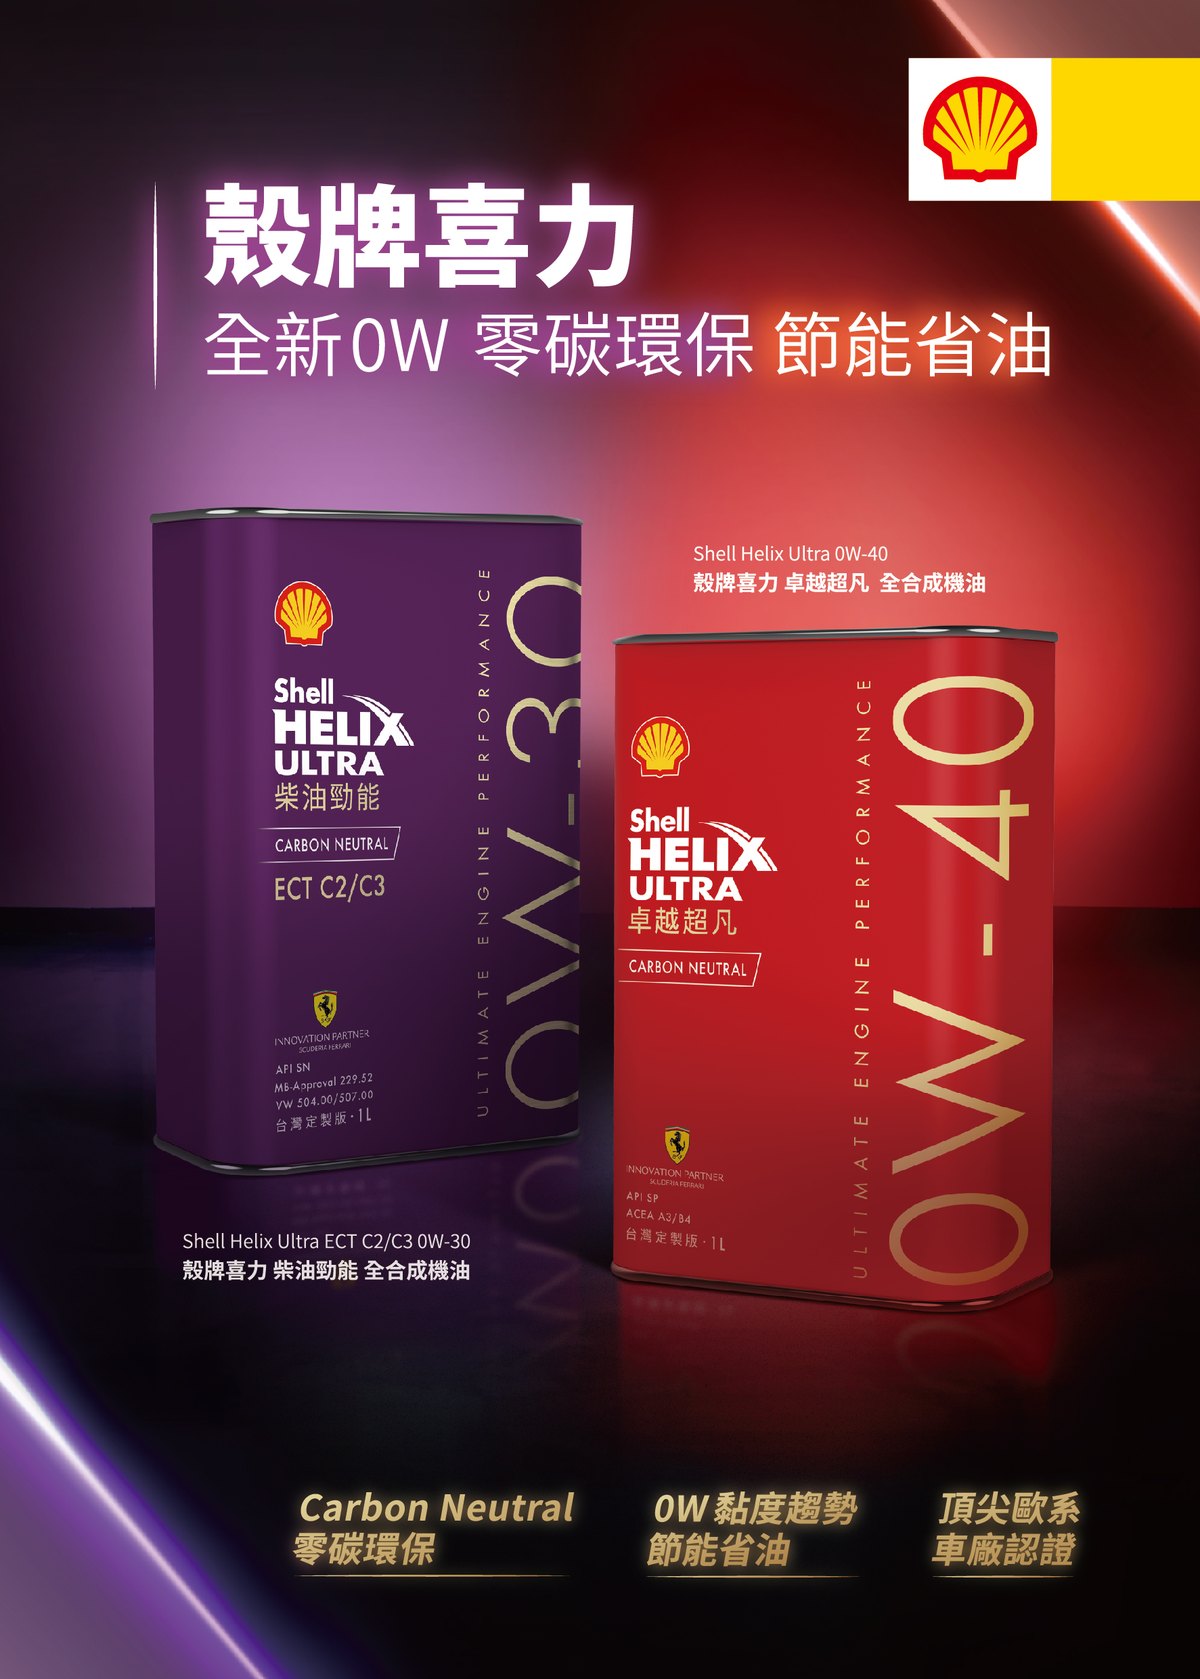 殼牌喜力
全新0W 零碳環保 節能省油
Shell Helix Ultra 0W-40
殼牌喜力 卓越超凡 全合成機油
Shell
HELIX
ULTRA
柴油勁能
CARBON NEUTRAL
ECT C2/C3
INNOVATION PARTNER
SCUDERIA FERRARI
API SN
MB-Approval 229.52
VW 504.00/507.00
台灣定製版·1L
ULTIMATE ENGINE PERFORMANCE
0W-30
Shell
HELIX
ULTRA
卓越超凡
CARBON NEUTRAL
INNOVATION PARTNER
SCUDERIA FERRARI
API SP
ACEA A3/B4
台灣定製版·1L
ULTIMATE ENGINE PERFORMANCE
0W-40
Shell Helix Ultra ECT C2/C3 0W-30
殼牌喜力 柴油勁能 全合成機油
Carbon Neutral
零碳環保
0W黏度趨勢
節能省油
頂尖歐系
車廠認證